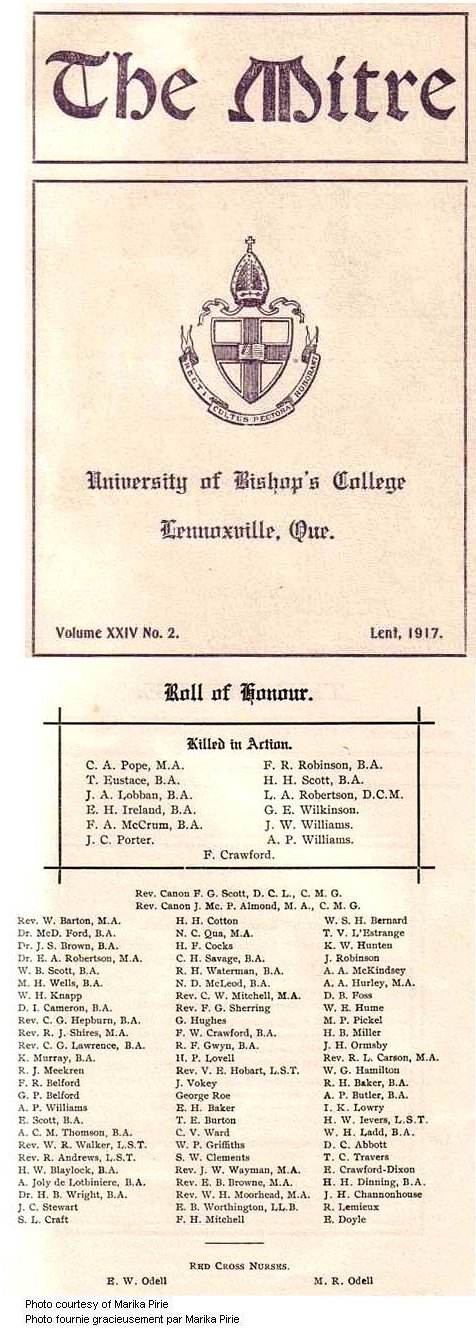 The Mitre
RECTI CULTUS PECTORA ROBORANT
University of Bishop's College
Lennoxville, Que.
Volume XXIV No. 2. Lent, 1917.
Roll of Honour.
Killed in Action.
C. A. Pope, M.A. F. R. Robinson, B.A.
T. Eustace, B.A. H. H. Scott, B.A.
J. A. Lobban, B.A. L. A. Robertson, D.C.M.
E. H. Ireland, B.A. G. E. Wilkinson.
F. A. McCrum, B.A. J. W. Williams.
J. C. Porter. A. P. Williams.
F. Crawford.
Rev. Canon F. G. Scott, D. C. L., C. M. G.
Rev. Canon J. Mc. P. Almond, M. A., C. M. G.
Rev. W. Barton, M.A. H. H. Cotton W. S. H. Bernard
Dr. McD. Ford, B.A. N. C. Qua, M.A. T. V. L'Estrange
Dr. J. S. Brown, B.A. H. F. Cocks K. W. Hunten
Dr. E. A. Robertson, M.A. C. H. Savage, B.A. J. Robinson
W. B. Scott, B.A. R. H. Waterman, B.A. A. A. McKindsey
M. H. Wells, B.A. N. D. McLeod, B.A. A. A. Hurley, M.A.
W. H. Knapp Rev. C. W. Mitchell, M.A. D. B. Foss
D. I. Cameron, B.A. Rev. F. G. Sherring W. E. Hume
Rev. C. G. Hepburn, B.A. G. Hughes M. P. Pickel
Rev. R. J. Shires, M.A. F. W. Crawford, B.A. H. B. Miller
Rev. C. G. Lawrence, B.A. R. F. Gwyn, B.A. J. H. Ormsby
K. Murray, B.A. H. P. Lovell Rev. R. L. Carson, M.A.
R. J. Meekren Rev. V. E. Hobart, L.S.T. W. G. Hamilton
F. R. Belford J. Vokey R. H. Baker, B.A.
G. P. Belford George Roe A. P. Butler, B.A.
A. P. Williams E. H. Baker I. K. Lowry
E. Scott, B.A. T. E. Burton H. W. Ievers, L.S.T.
A. C. M. Thomson, B.A. C. V. Ward W. H. Ladd, B.A.
Rev. W. R. Walker, L.S.T. W. P. Griffiths D. C. Abbott
Rev. R. Andrews, L.S.T. S. W. Clements T. C. Travers
H. W. Blaylock, B.A. Rev. J. W. Wayman, M.A. E. Crawford-Dixon
A. Joly de Lotbiniere, B.A. Rev. E. B. Browne, M.A. H. H. Dinning, B.A.
Dr. H. B. Wright, B.A. Rev. W. H. Moorhead, M.A. J. H. Channonhouse
J. C. Stewart E. B. Worthington, LL.B. R. Lemieux
S. L. Craft F. H. Mitchell E. Doyle
RED CROSS NURSES.
E. W. Odell M. R. Odell
Photo courtesy of Marika Pirie
Photo fournie gracieusement par Marika Pirie